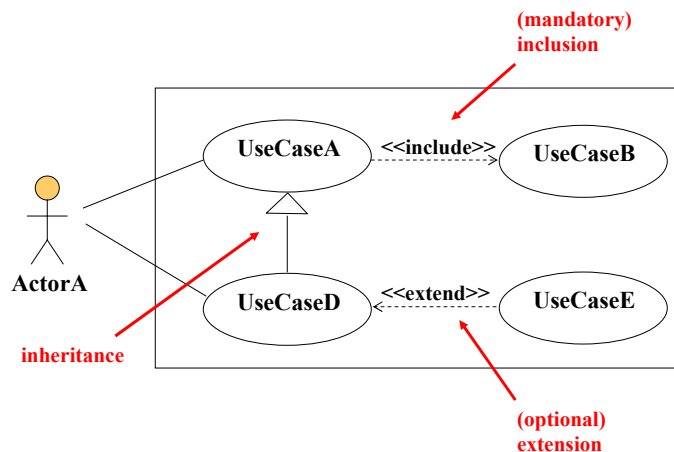 (mandatory)
inclusion
UseCaseA
<<include>>
UseCaseB
ActorA
UseCaseD
<<extend>>
UseCaseE
inheritance
(optional)
extension